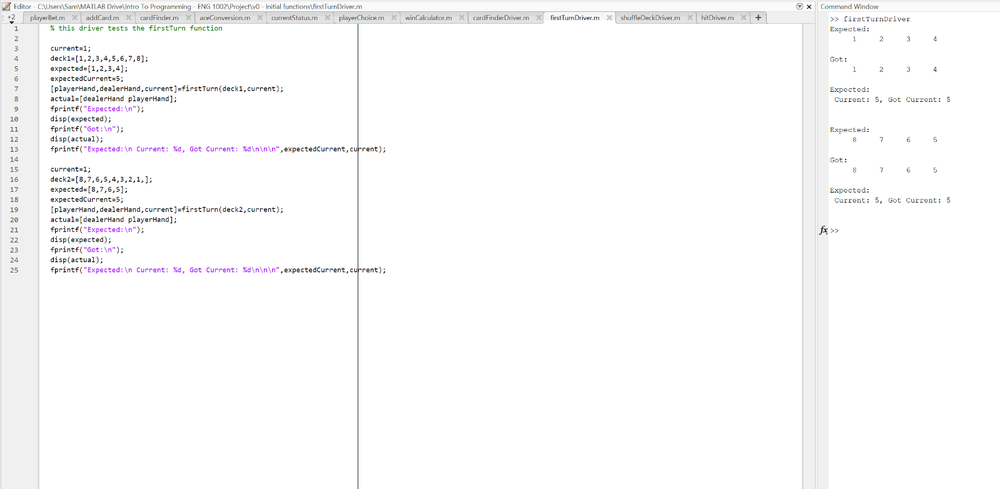 Editor - C:\Users\Sam\MATLAB Drive\Intro To Programming - ENG 1002\Project\v0 - initial functions\firstTurnDriver.m
+2 playerBet.m addCard.m cardFinder.m aceConversion.m currentStatus.m playerChoice.m winCalculator.m cardFinderDriver.m firstTurnDriver.m shuffleDeckDriver.m hitDriver.m +
1 % this driver tests the firstTurn function
2
3 current=1;
4 deck1=[1,2,3,4,5,6,7,8];
5 expected=[1,2,3,4];
6 expectedCurrent=5;
7 [playerHand,dealerHand,current]=firstTurn(deck1,current);
8 actual=[dealerHand playerHand];
9 fprintf("Expected:\n");
10 disp(expected);
11 fprintf("Got:\n");
12 disp(actual);
13 fprintf("Expected:\n Current: %d, Got Current: %d\n\n\n",expectedCurrent,current);
14
15 current=1;
16 deck2=[8,7,6,5,4,3,2,1,];
17 expected=[8,7,6,5];
18 expectedCurrent=5;
19 [playerHand,dealerHand,current]=firstTurn(deck2,current);
20 actual=[dealerHand playerHand];
21 fprintf("Expected:\n");
22 disp(expected);
23 fprintf("Got:\n");
24 disp(actual);
25 fprintf("Expected:\n Current: %d, Got Current: %d\n\n\n",expectedCurrent,current);
Command Window
>> firstTurnDriver
Expected:
1 2 3 4
Got:
1 2 3 4
Expected:
Current: 5, Got Current: 5
Expected:
8 7 6 5
Got:
8 7 6 5
Expected:
Current: 5, Got Current: 5
fx >>